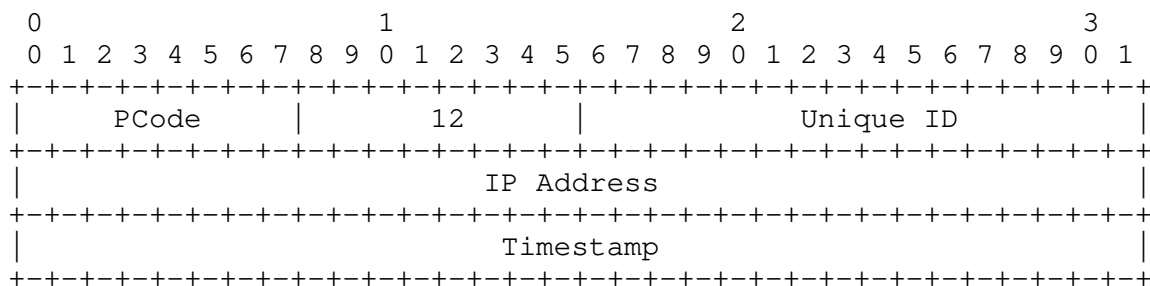 0                   1                   2                   3
 0 1 2 3 4 5 6 7 8 9 0 1 2 3 4 5 6 7 8 9 0 1 2 3 4 5 6 7 8 9 0 1
+-+-+-+-+-+-+-+-+-+-+-+-+-+-+-+-+-+-+-+-+-+-+-+-+-+-+-+-+-+-+-+-+
|     PCode     |       12      |            Unique ID          |
+-+-+-+-+-+-+-+-+-+-+-+-+-+-+-+-+-+-+-+-+-+-+-+-+-+-+-+-+-+-+-+-+
|                          IP Address                           |
+-+-+-+-+-+-+-+-+-+-+-+-+-+-+-+-+-+-+-+-+-+-+-+-+-+-+-+-+-+-+-+-+
|                           Timestamp                           |
+-+-+-+-+-+-+-+-+-+-+-+-+-+-+-+-+-+-+-+-+-+-+-+-+-+-+-+-+-+-+-+-+